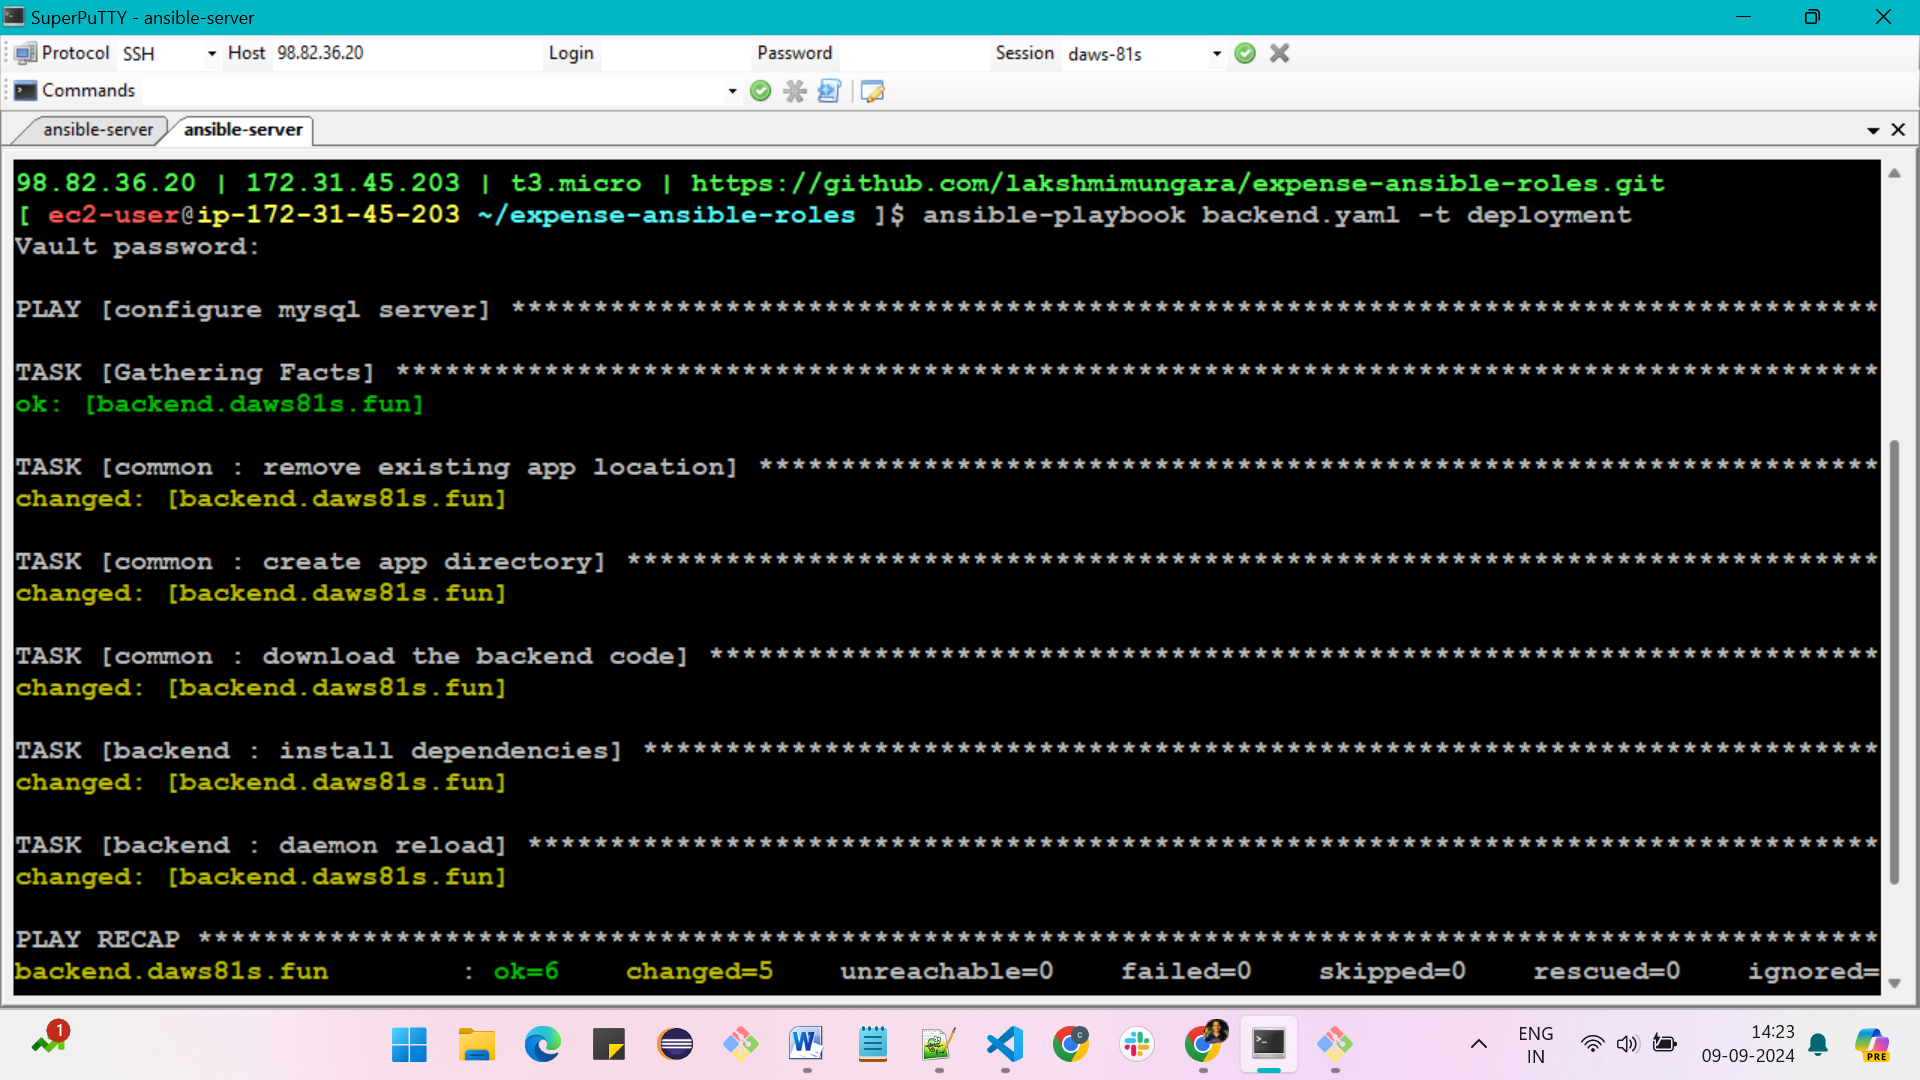 SuperPuTTY - ansible-server
Protocol SSH Host 98.82.36.20 Login Password Session daws-81s
Commands
ansible-server ansible-server
98.82.36.20 | 172.31.45.203 | t3.micro | https://github.com/lakshmimungara/expense-ansible-roles.git
[ ec2-user@ip-172-31-45-203 ~/expense-ansible-roles ]$ ansible-playbook backend.yaml -t deployment
Vault password:
PLAY [configure mysql server] ***********************************************************************************
TASK [Gathering Facts] ******************************************************************************************
ok: [backend.daws81s.fun]
TASK [common : remove existing app location] ********************************************************************
changed: [backend.daws81s.fun]
TASK [common : create app directory] ****************************************************************************
changed: [backend.daws81s.fun]
TASK [common : download the backend code] ***********************************************************************
changed: [backend.daws81s.fun]
TASK [backend : install dependencies] ***************************************************************************
changed: [backend.daws81s.fun]
TASK [backend : daemon reload] **********************************************************************************
changed: [backend.daws81s.fun]
PLAY RECAP ******************************************************************************************************
backend.daws81s.fun : ok=6 changed=5 unreachable=0 failed=0 skipped=0 rescued=0 ignored=
1
ENG
IN
14:23
09-09-2024
PRE